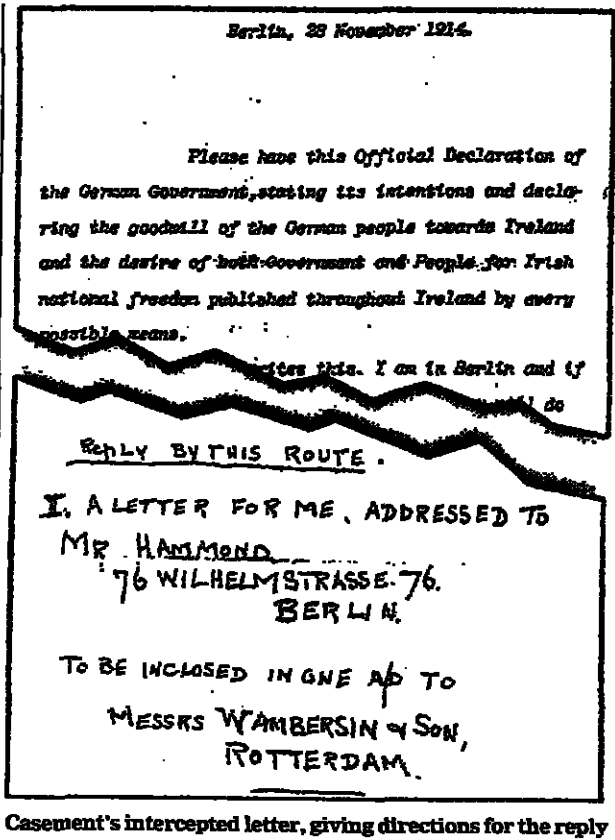 Berlin, 28 November 1914.
Please have this Official Declaration of
the German Government, stating its intentions and decla-
ring the goodwill of the German people towards Ireland
and the desire of both Government and People for Irish
national freedom published throughout Ireland by every
possible means.
this. I am in Berlin and if
do
REPLY BY THIS ROUTE.
I. A LETTER FOR ME, ADDRESSED TO
MR HAMMOND
76 WILHELMSTRASSE 76.
BERLIN.
TO BE INCLOSED IN ONE A/D TO
MESSRS WAMBERSIN & SON,
ROTTERDAM.
Casement's intercepted letter, giving directions for the reply